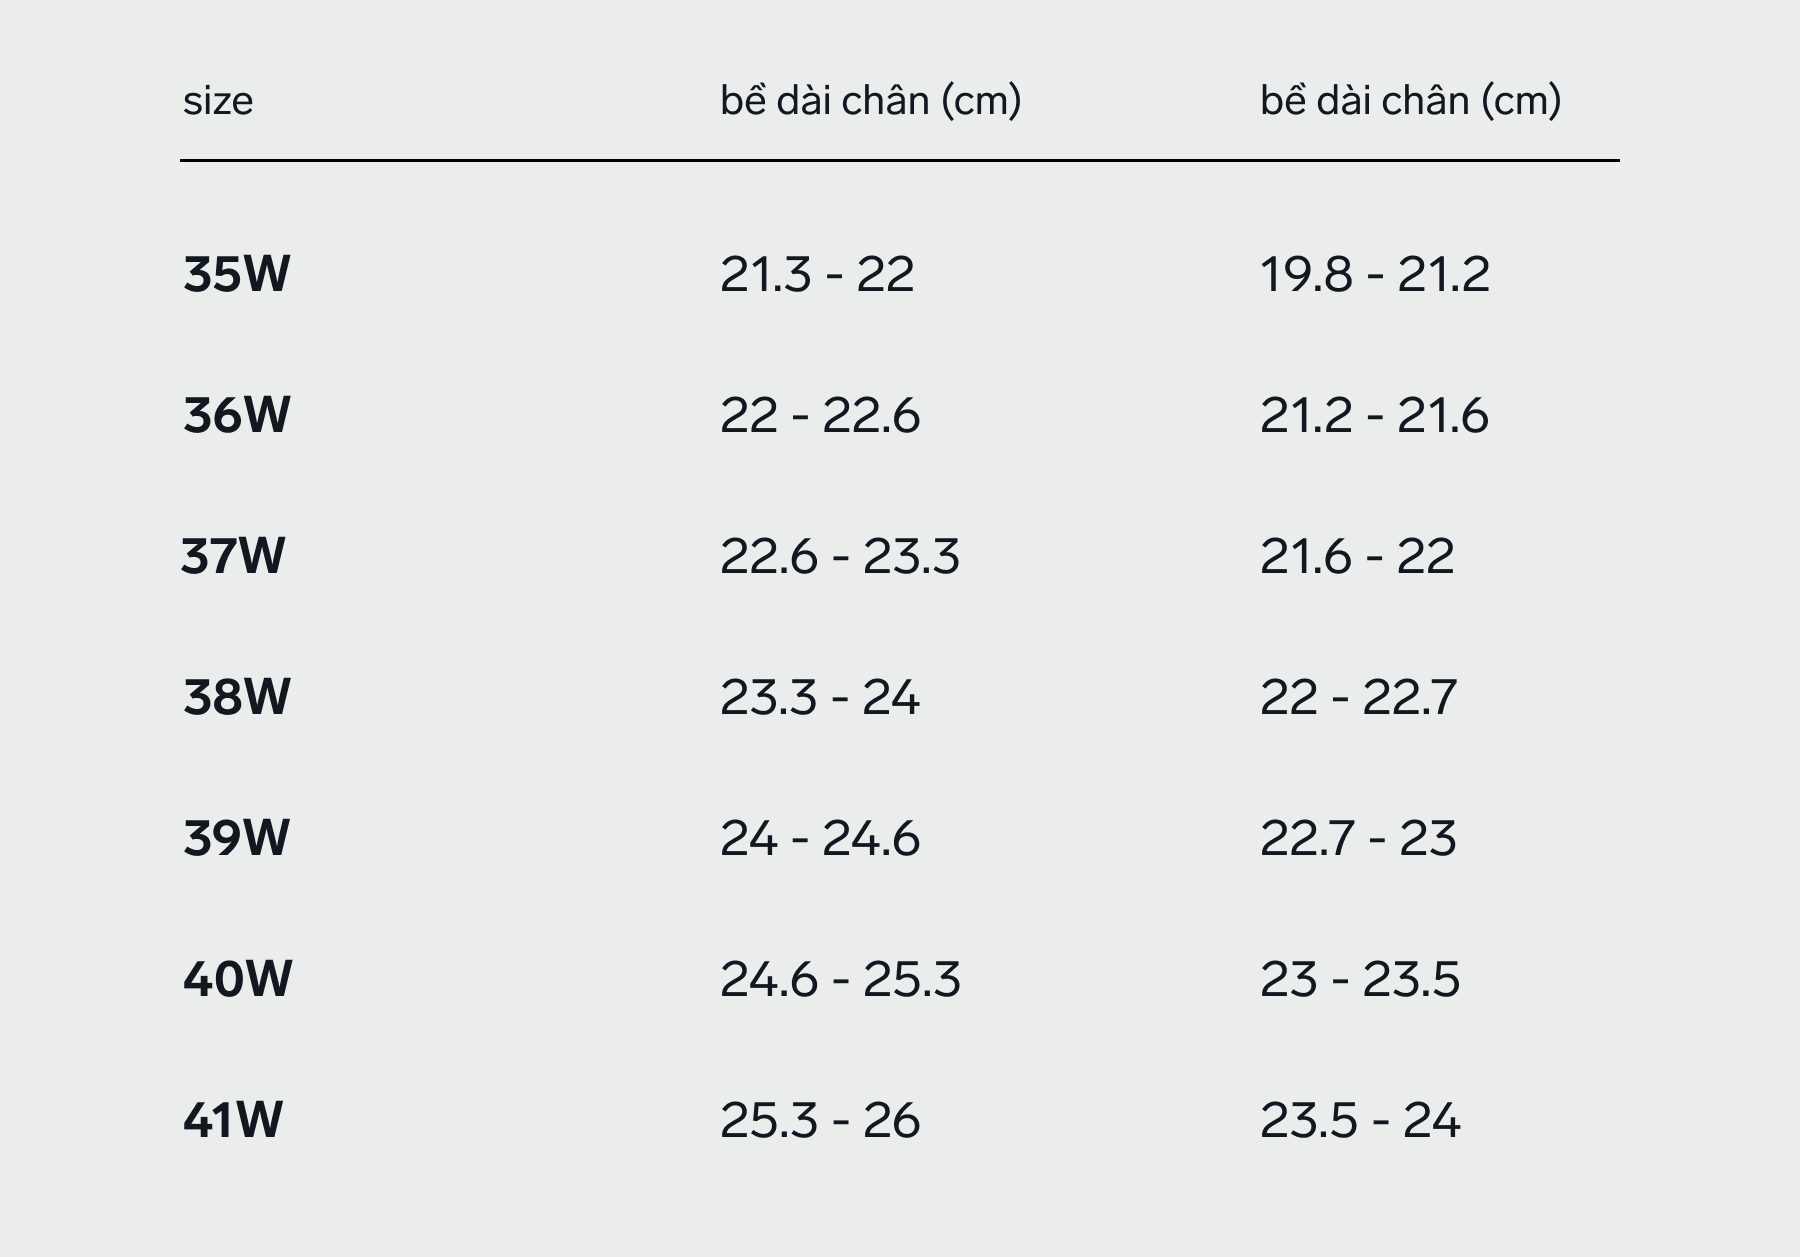 size bề dài chân (cm) bề dài chân (cm)
35W 21.3 - 22 19.8 - 21.2
36W 22 - 22.6 21.2 - 21.6
37W 22.6 - 23.3 21.6 - 22
38W 23.3 - 24 22 - 22.7
39W 24 - 24.6 22.7 - 23
40W 24.6 - 25.3 23 - 23.5
41W 25.3 - 26 23.5 - 24